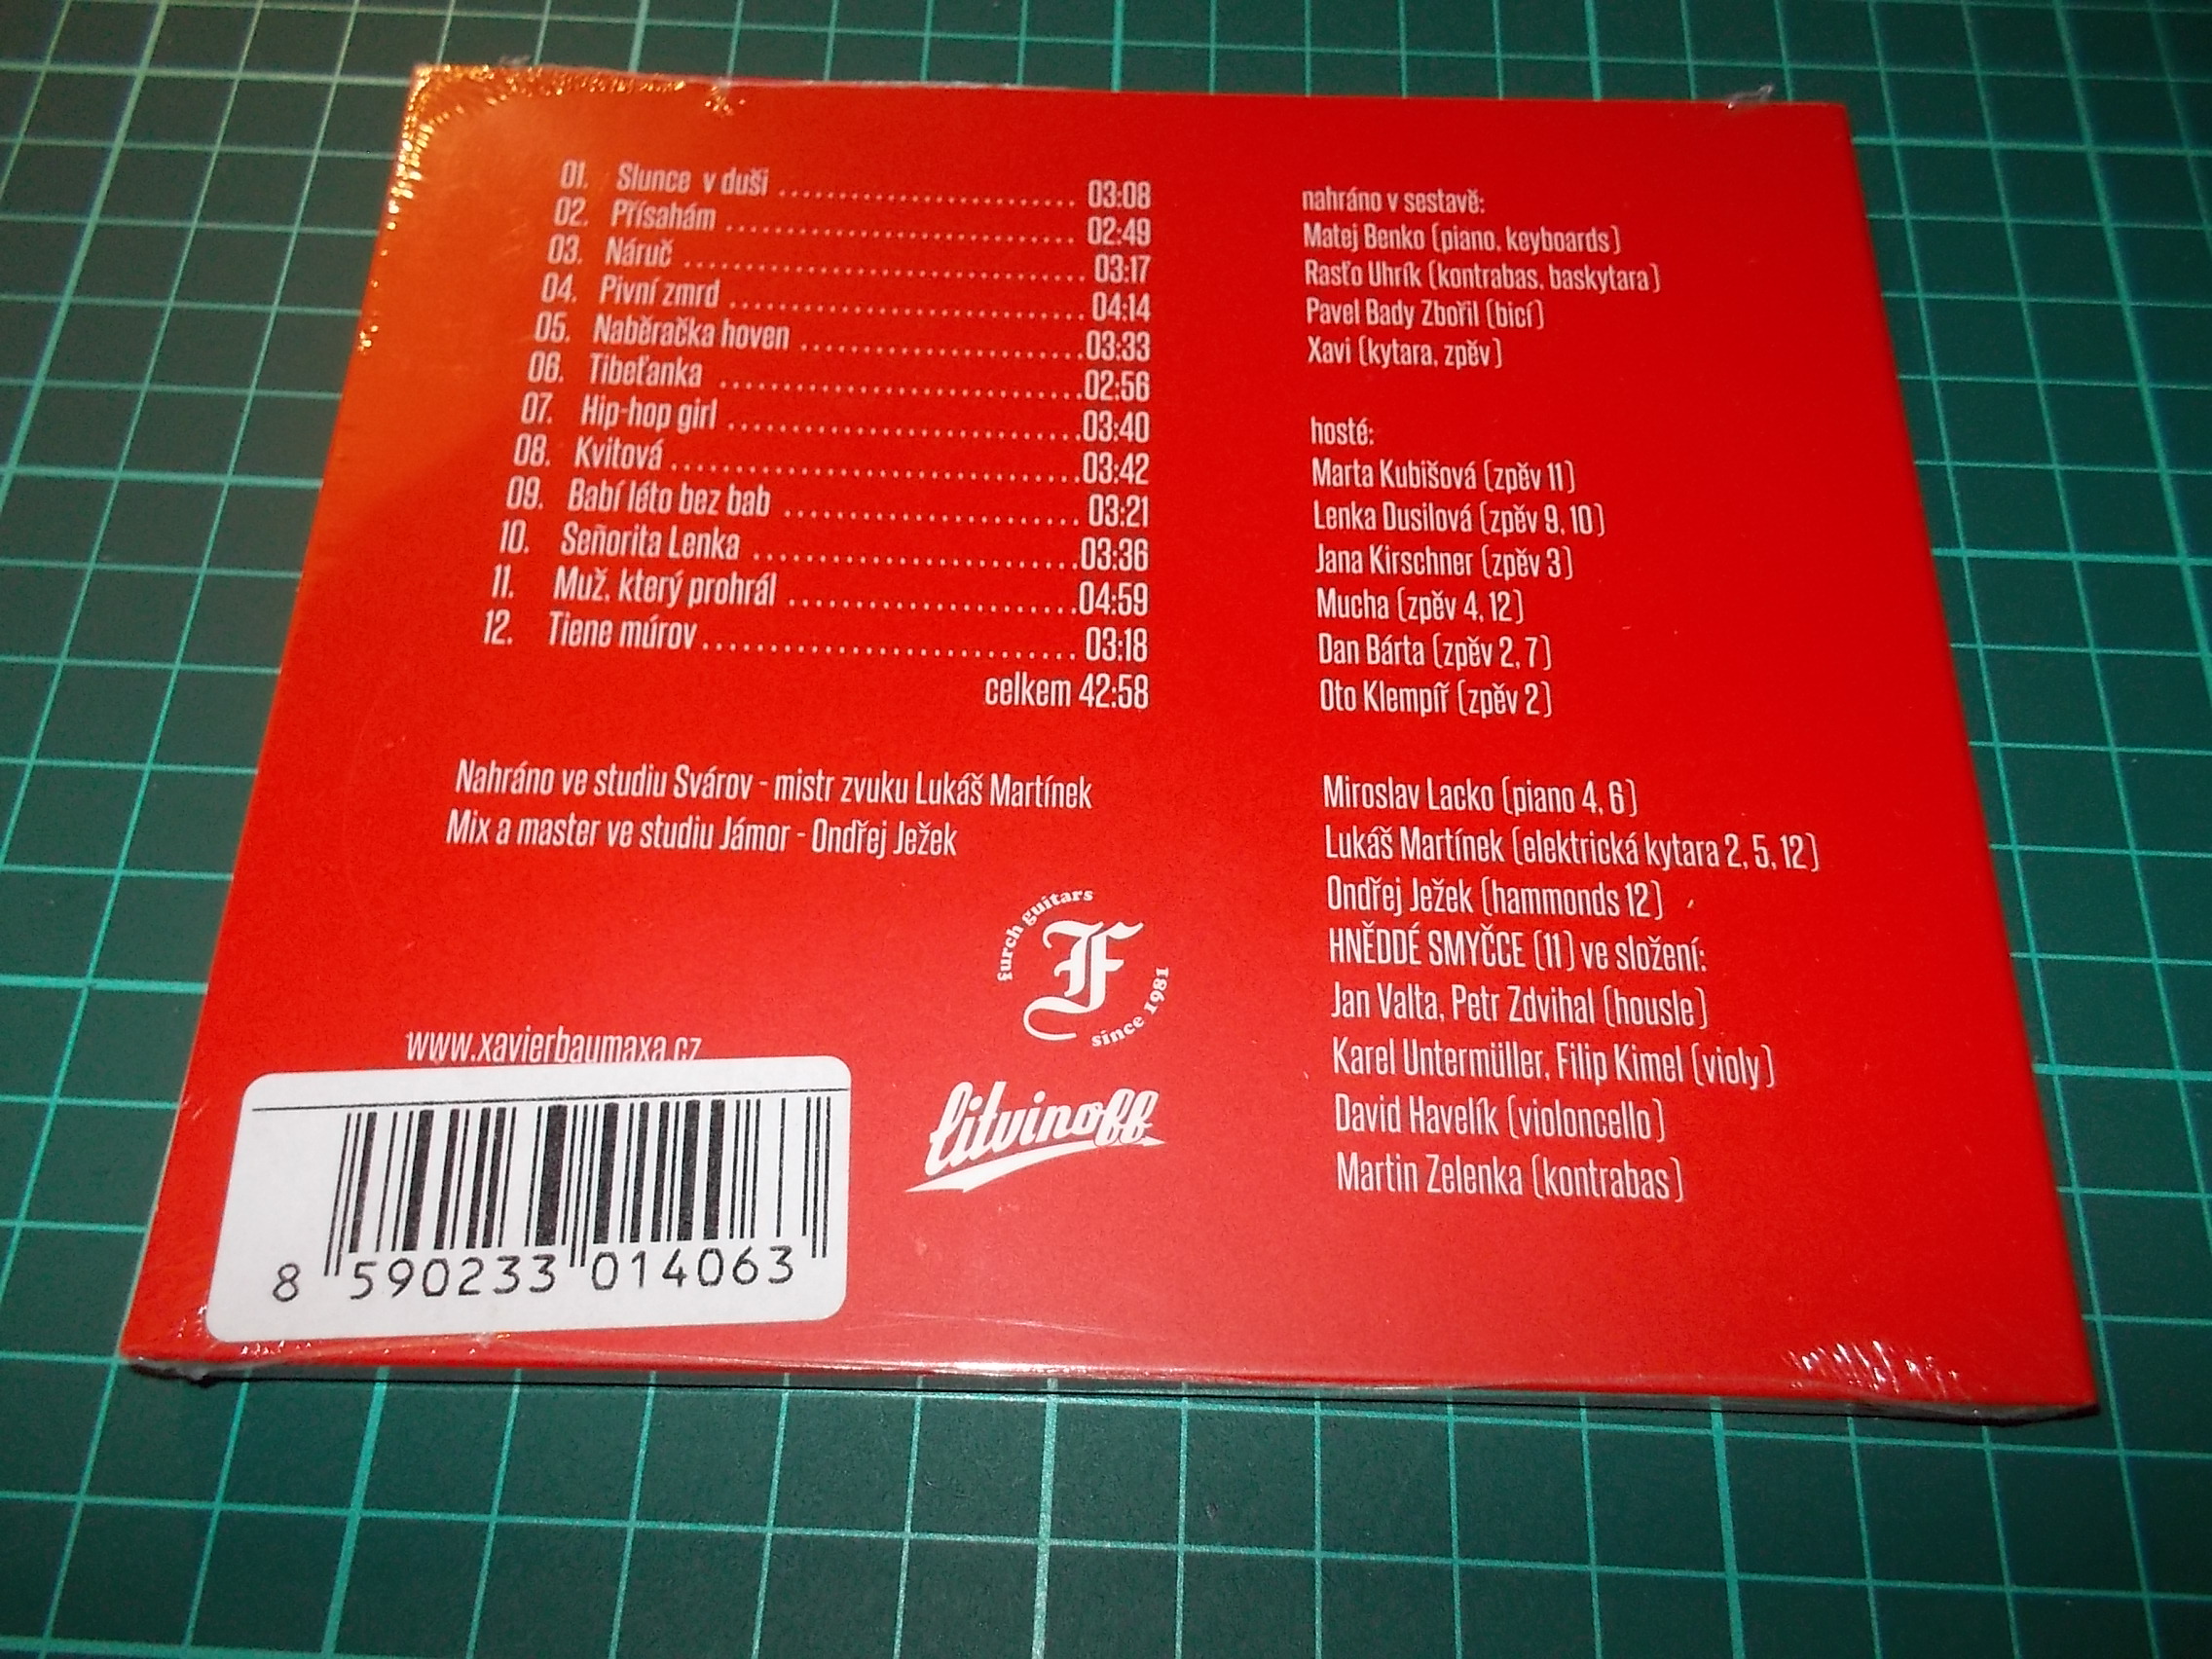 01. Slunce v duši ........................ 03:08
02. Přísahám ............................ 02:49
03. Náruč ................................ 03:17
04. Pivní zmrd ............................ 04:14
05. Naběračka hoven ...................... 03:33
06. Tibeťanka ............................. 02:56
07. Hip-hop girl ............................ 03:40
08. Kvitová ................................. 03:42
09. Babí léto bez bab ........................ 03:21
10. Señorita Lenka .......................... 03:36
11. Muž, který prohrál ....................... 04:59
12. Tiene múrov .............................. 03:18
celkem 42:58
Nahráno ve studiu Svárov - mistr zvuku Lukáš Martínek
Mix a master ve studiu Jámor - Ondřej Ježek
furch guitars
F
since 1981
www.xavierbaumaxa.cz
litvinoff
8 590233 014063
nahráno v sestavě:
Matej Benko (piano, keyboards)
Rasťo Uhrík (kontrabas, baskytara)
Pavel Bady Zbořil (bicí)
Xavi (kytara, zpěv)
hosté:
Marta Kubišová (zpěv 11)
Lenka Dusilová (zpěv 9, 10)
Jana Kirschner (zpěv 3)
Mucha (zpěv 4, 12)
Dan Bárta (zpěv 2, 7)
Oto Klempíř (zpěv 2)
Miroslav Lacko (piano 4, 6)
Lukáš Martínek (elektrická kytara 2, 5, 12)
Ondřej Ježek (hammonds 12)
HNĚDDÉ SMYČCE (11) ve složení:
Jan Valta, Petr Zdvihal (housle)
Karel Untermüller, Filip Kimel (violy)
David Havelík (violoncello)
Martin Zelenka (kontrabas)